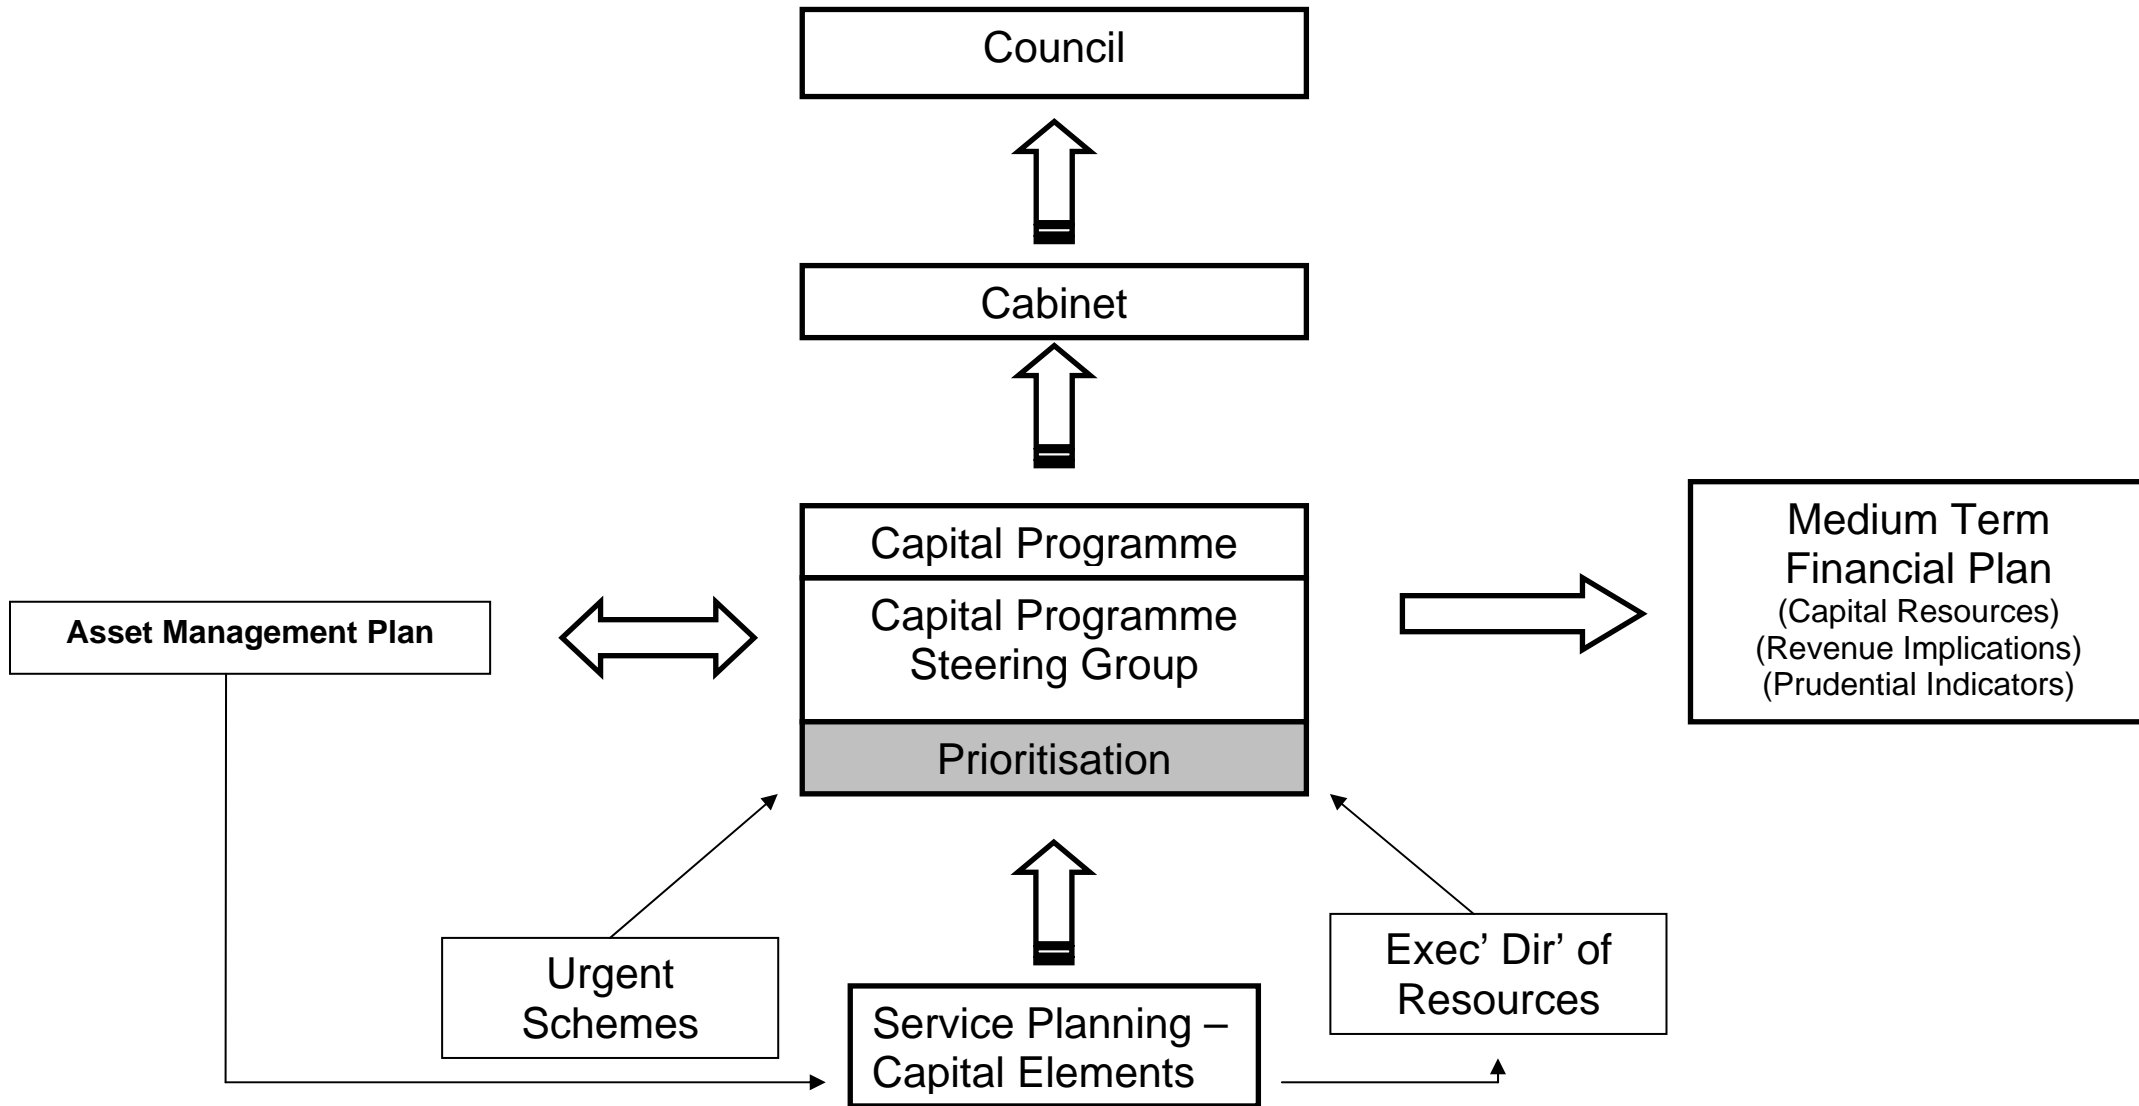 Council
Cabinet
Capital Programme
Capital Programme
Steering Group
Prioritisation
Asset Management Plan
Medium Term
Financial Plan
(Capital Resources)
(Revenue Implications)
(Prudential Indicators)
Urgent
Schemes
Service Planning –
Capital Elements
Exec’ Dir’ of
Resources